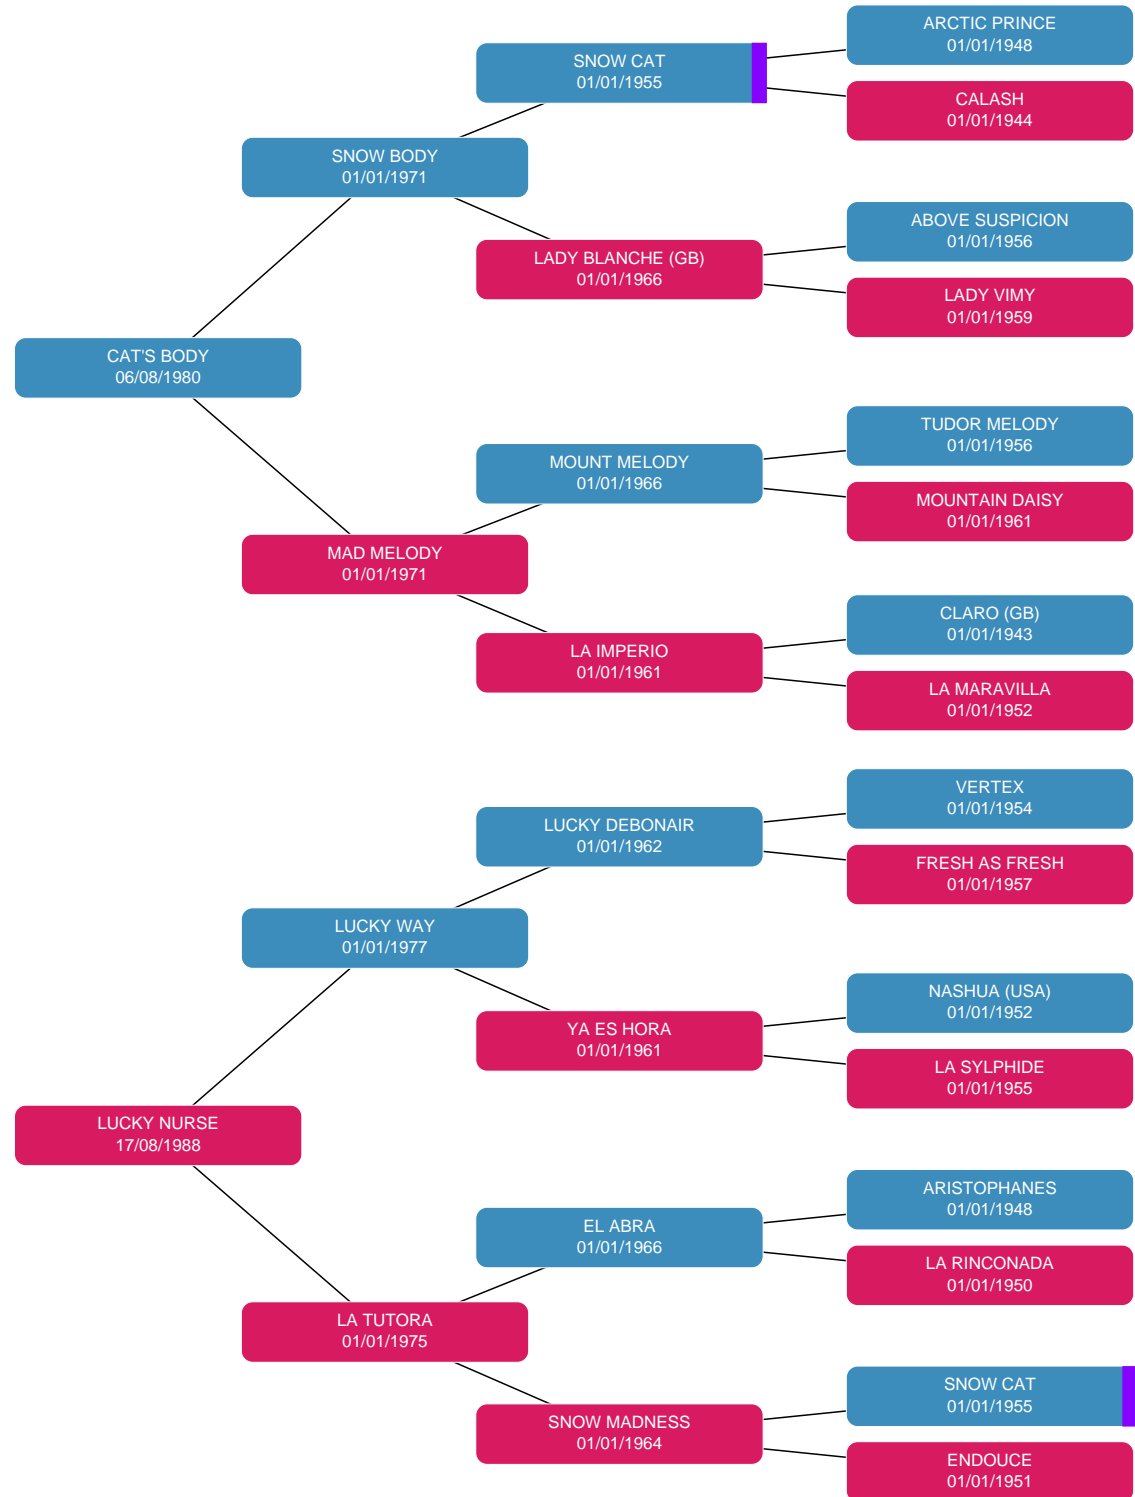 ARCTIC PRINCE
01/01/1948
SNOW CAT
01/01/1955
CALASH
01/01/1944
SNOW BODY
01/01/1971
ABOVE SUSPICION
01/01/1956
LADY BLANCHE (GB)
01/01/1966
LADY VIMY
01/01/1959
CAT'S BODY
06/08/1980
TUDOR MELODY
01/01/1956
MOUNT MELODY
01/01/1966
MOUNTAIN DAISY
01/01/1961
MAD MELODY
01/01/1971
CLARO (GB)
01/01/1943
LA IMPERIO
01/01/1961
LA MARAVILLA
01/01/1952
VERTEX
01/01/1954
LUCKY DEBONAIR
01/01/1962
FRESH AS FRESH
01/01/1957
LUCKY WAY
01/01/1977
NASHUA (USA)
01/01/1952
YA ES HORA
01/01/1961
LA SYLPHIDE
01/01/1955
LUCKY NURSE
17/08/1988
ARISTOPHANES
01/01/1948
EL ABRA
01/01/1966
LA RINCONADA
01/01/1950
LA TUTORA
01/01/1975
SNOW CAT
01/01/1955
SNOW MADNESS
01/01/1964
ENDOUCE
01/01/1951